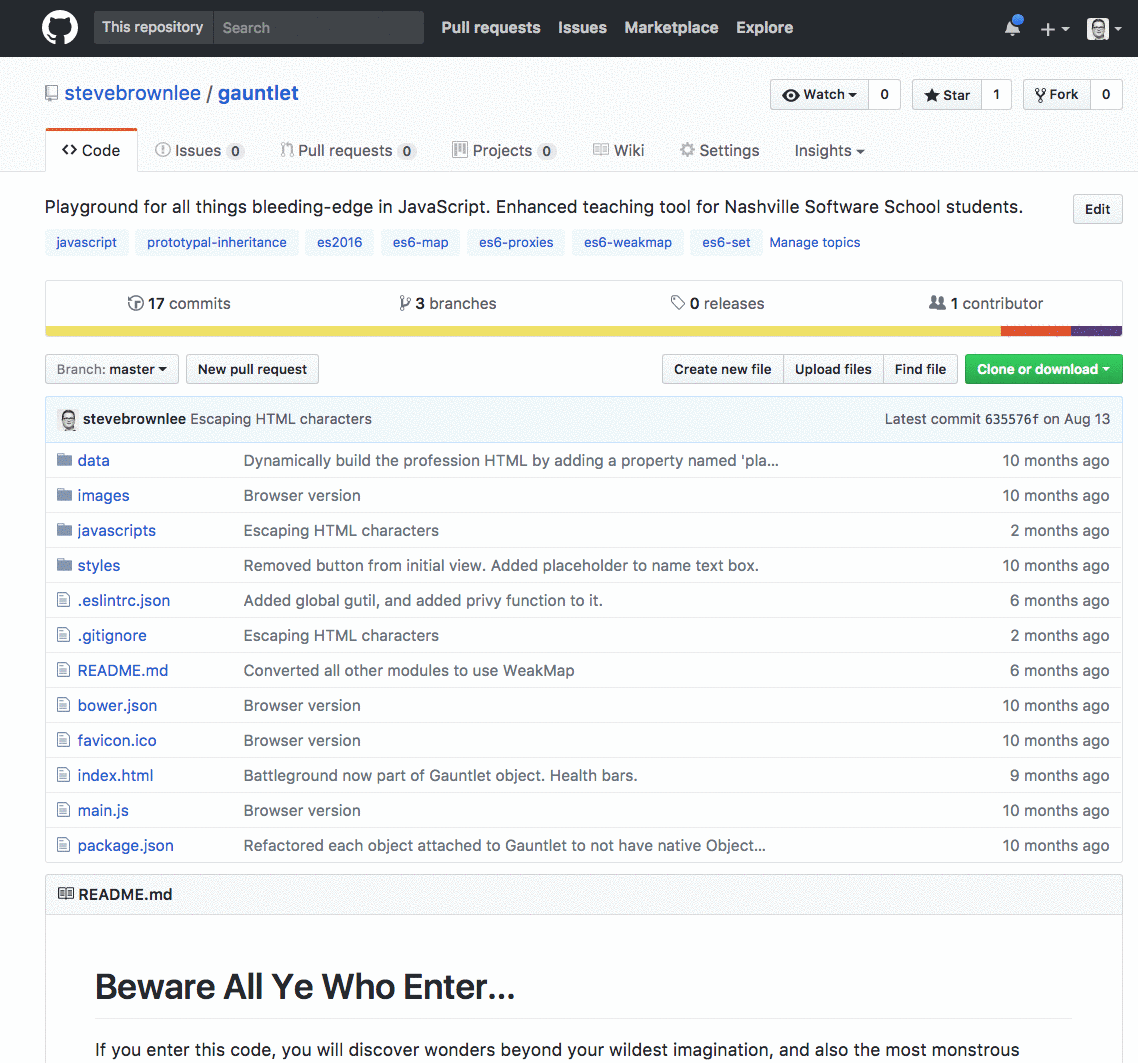 This repository Search Pull requests Issues Marketplace Explore
stevebrownlee / gauntlet Watch 0 Star 1 Fork 0
Code Issues 0 Pull requests 0 Projects 0 Wiki Settings Insights
Playground for all things bleeding-edge in JavaScript. Enhanced teaching tool for Nashville Software School students. Edit
javascript prototypal-inheritance es2016 es6-map es6-proxies es6-weakmap es6-set Manage topics
17 commits 3 branches 0 releases 1 contributor
Branch: master New pull request Create new file Upload files Find file Clone or download
stevebrownlee Escaping HTML characters Latest commit 635576f on Aug 13
data Dynamically build the profession HTML by adding a property named 'pla... 10 months ago
images Browser version 10 months ago
javascripts Escaping HTML characters 2 months ago
styles Removed button from initial view. Added placeholder to name text box. 10 months ago
.eslintrc.json Added global gutil, and added privy function to it. 6 months ago
.gitignore Escaping HTML characters 2 months ago
README.md Converted all other modules to use WeakMap 6 months ago
bower.json Browser version 10 months ago
favicon.ico Browser version 10 months ago
index.html Battleground now part of Gauntlet object. Health bars. 9 months ago
main.js Browser version 10 months ago
package.json Refactored each object attached to Gauntlet to not have native Object... 10 months ago
README.md
Beware All Ye Who Enter...
If you enter this code, you will discover wonders beyond your wildest imagination, and also the most monstrous